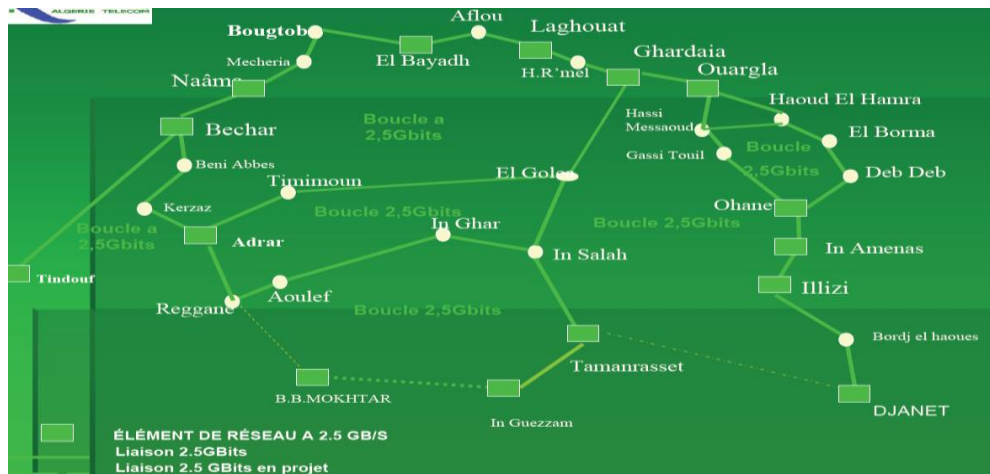 ALGERIE TELECOM
Aflou
Bougtob
Laghouat
Mecheria
El Bayadh
H.R'mel
Ghardaia
Ouargla
Naâme
Hassi
Messaoud
Haoud El Hamra
Bechar
Boucle a
2,5Gbits
El Borma
Gassi Touil
Boucle
2,5Gbits
Beni Abbes
Timimoun
El Golea
Deb Deb
Kerzaz
Boucle 2,5Gbits
Ohane
Boucle a
2,5Gbits
In Ghar
Boucle 2,5Gbits
Adrar
In Salah
In Amenas
Tindouf
Aoulef
Illizi
Reggane
Boucle 2,5Gbits
Bordj el haoues
Tamanrasset
B.B.MOKHTAR
In Guezzam
DJANET
ÉLÉMENT DE RÉSEAU A 2.5 GB/S
Liaison 2.5GBits
Liaison 2.5 GBits en projet